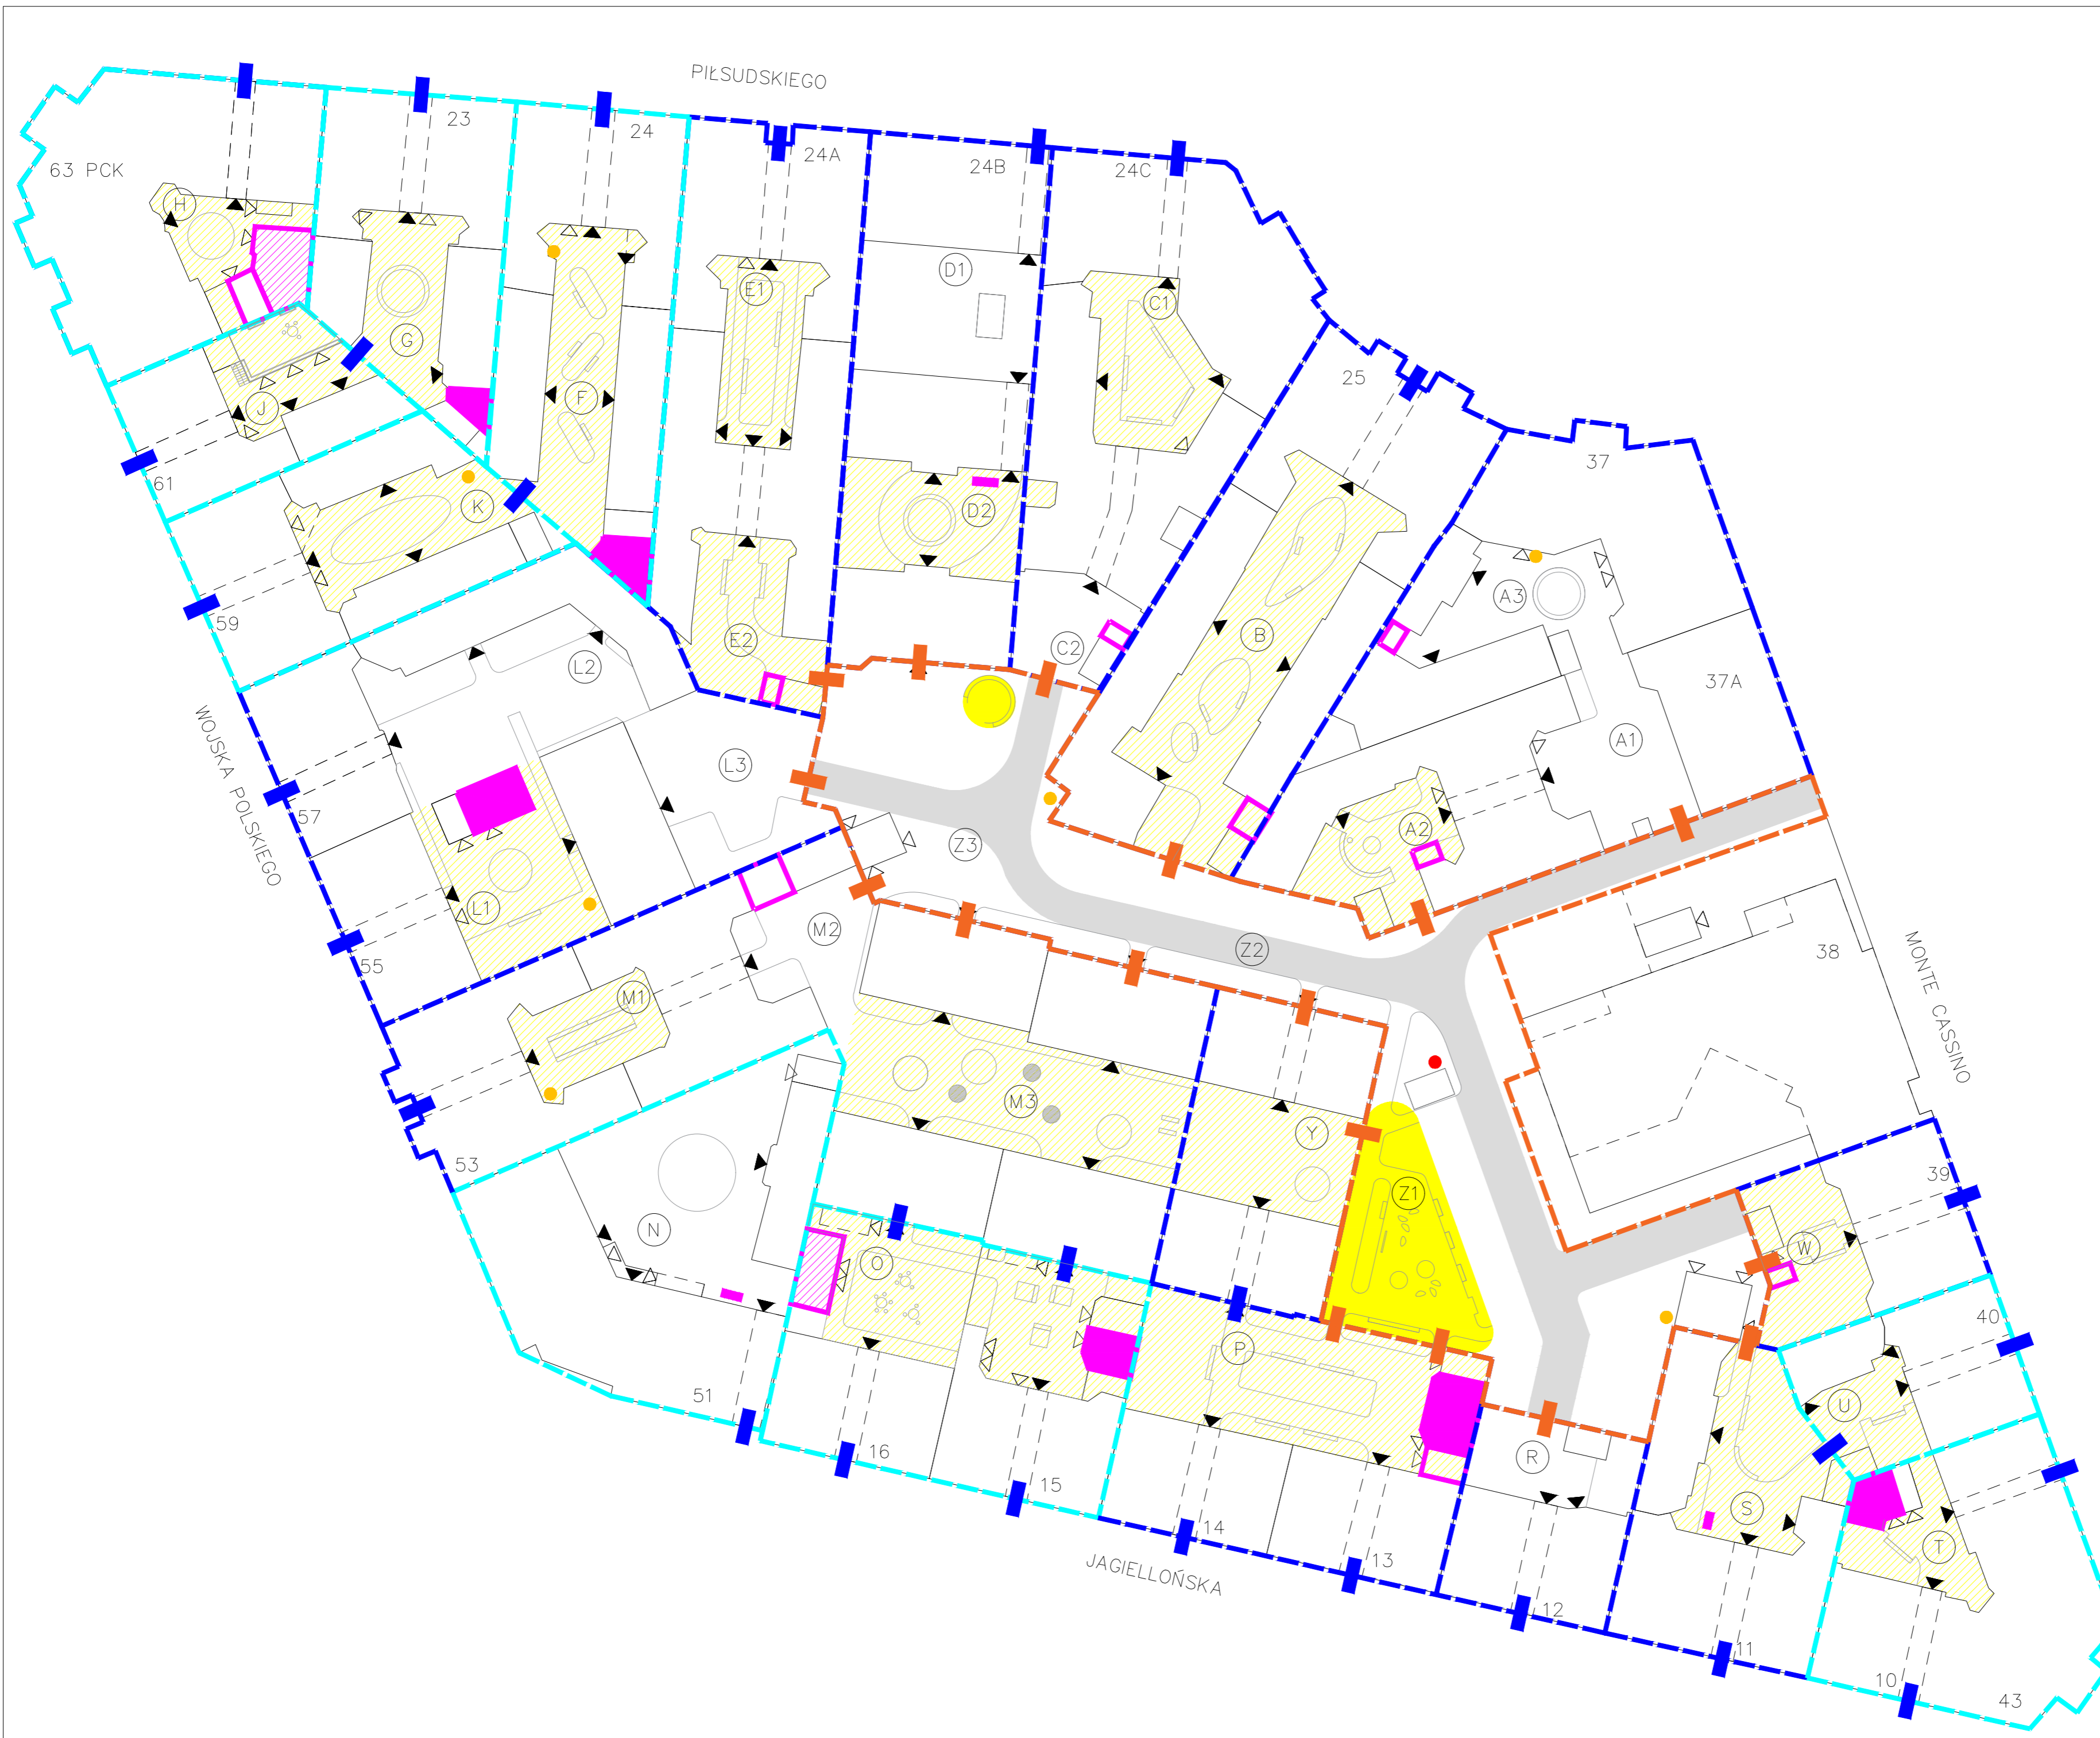 PIŁSUDSKIEGO
23
24
24A
24B
24C
63 PCK
H
D1
E1
C1
G
25
F
J
37
61
K
D2
A3
59
B
E2
C2
L2
37A
WOJSKA POLSKIEGO
L3
A1
57
A2
Z3
L1
M2
Z2
38
MONTE CASSINO
55
M1
M3
Y
53
39
Z1
N
W
O
40
P
51
U
16
R
15
S
14
T
JAGIELLOŃSKA
13
12
11
10
43